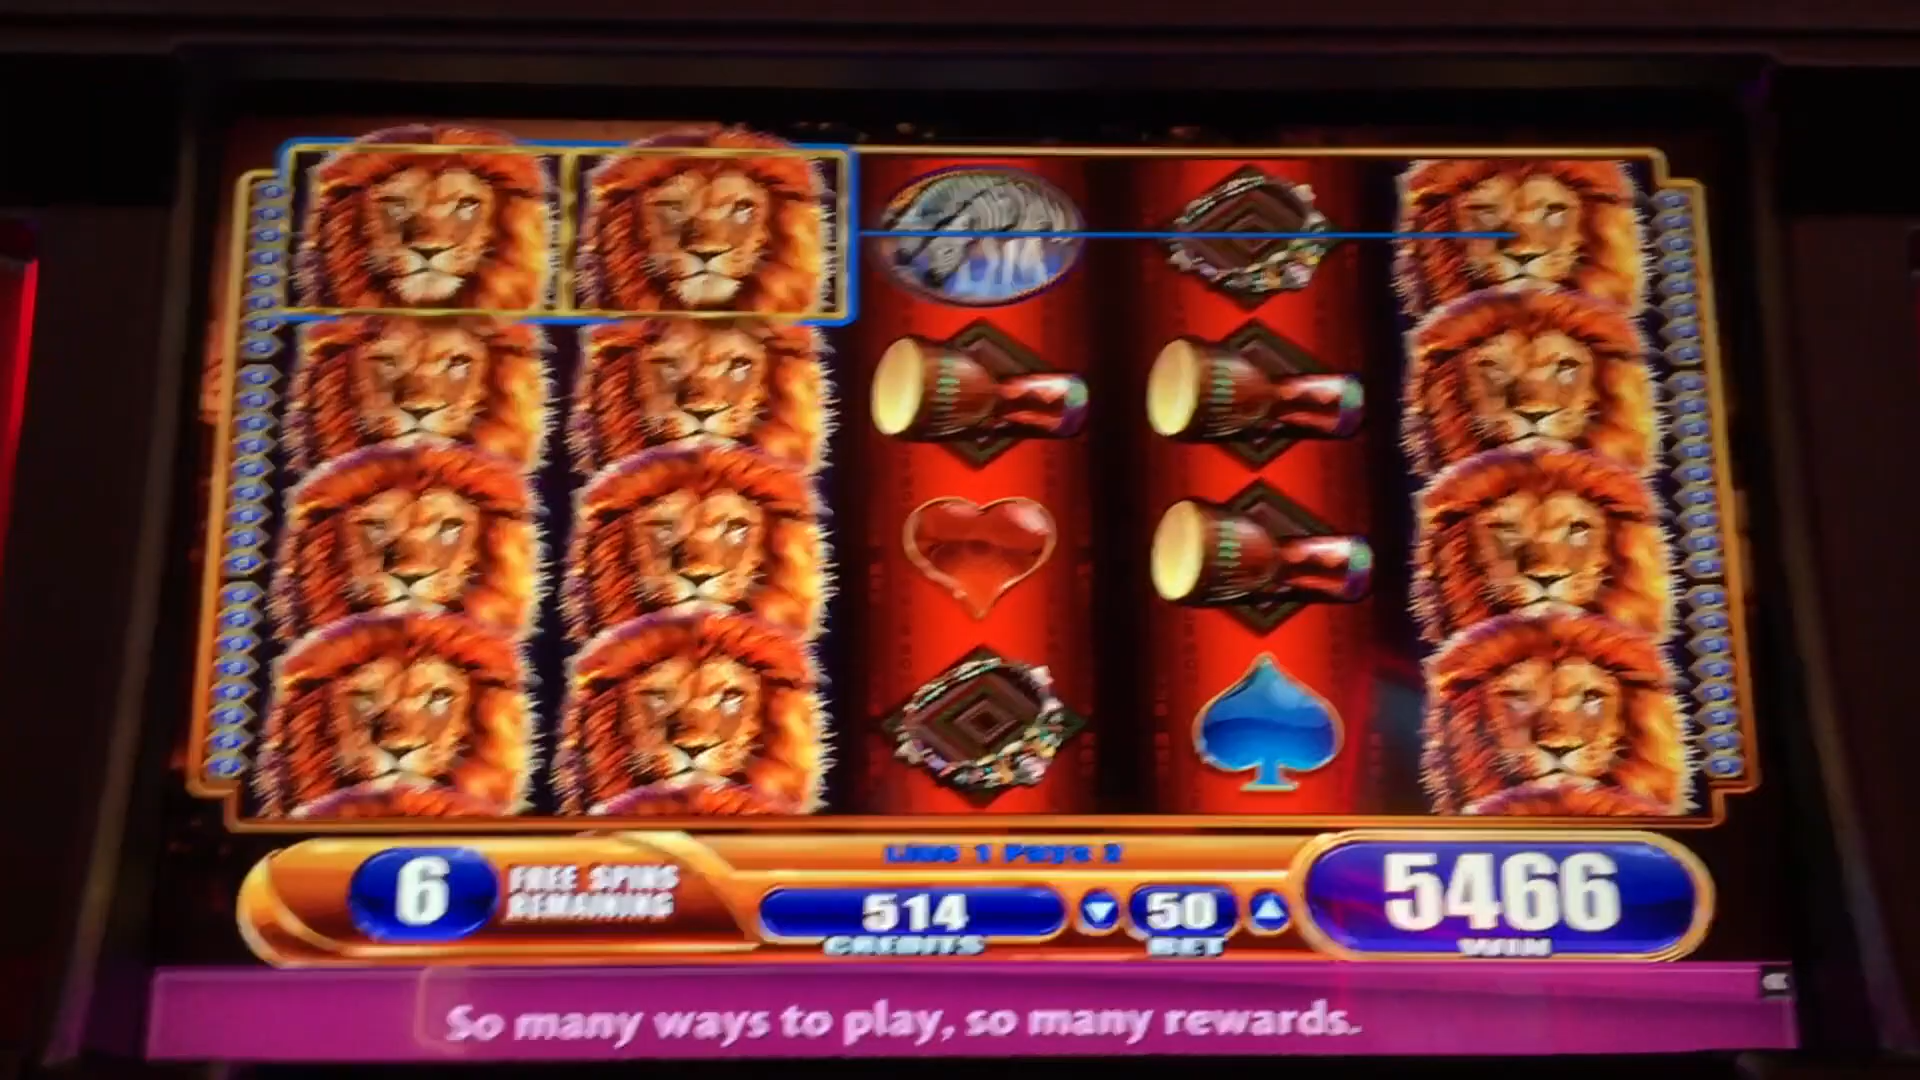 Line 1 Pays 2
6
FREE SPINS
REMAINING
514
CREDITS
50
BET
5466
WIN
So many ways to play, so many rewards.